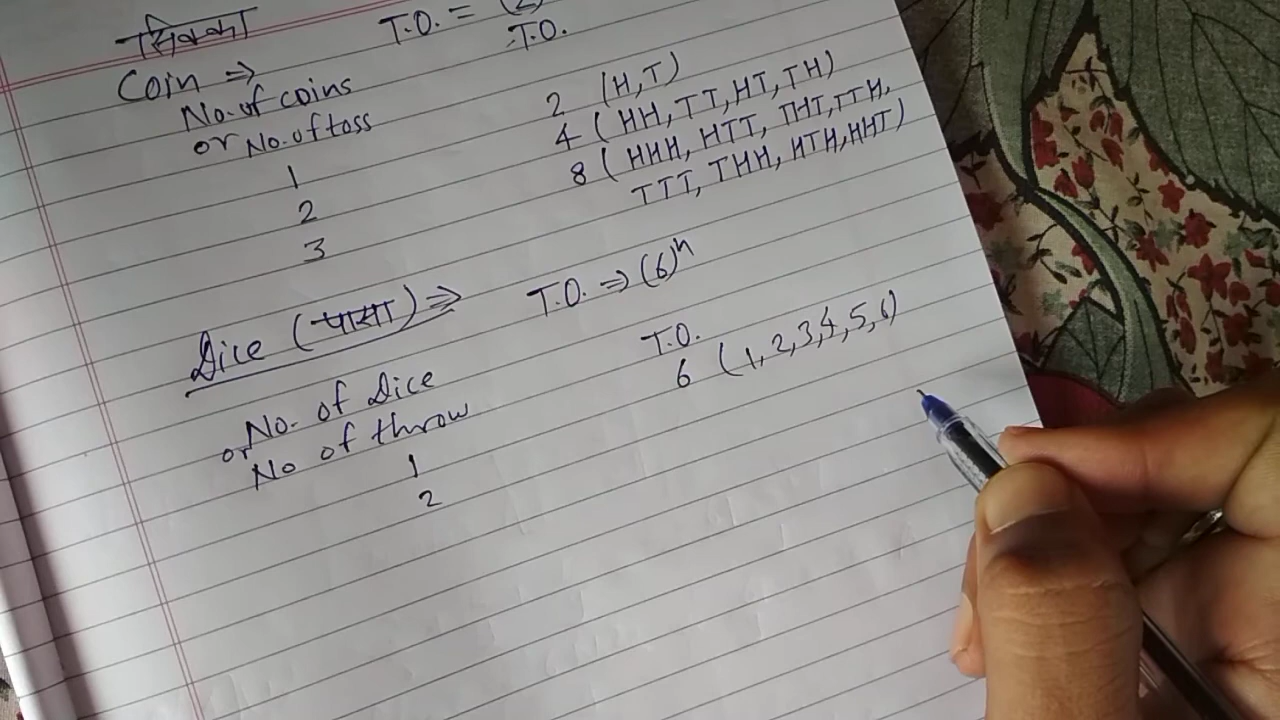 सिक्का T.O. = (2)
Coin ⇒ T.O.
No. of coins
or No. of toss
1 2 (H,T)
2 4 (HH, TT, HT, TH)
3 8 (HHH, HTT, THT, TTH,
TTT, THH, HTH, HHT)
Dice (पासा) ⇒ T.O. ⇒ (6)ⁿ
No. of Dice T.O.
or No of throw
1 6 (1,2,3,4,5,6)
2